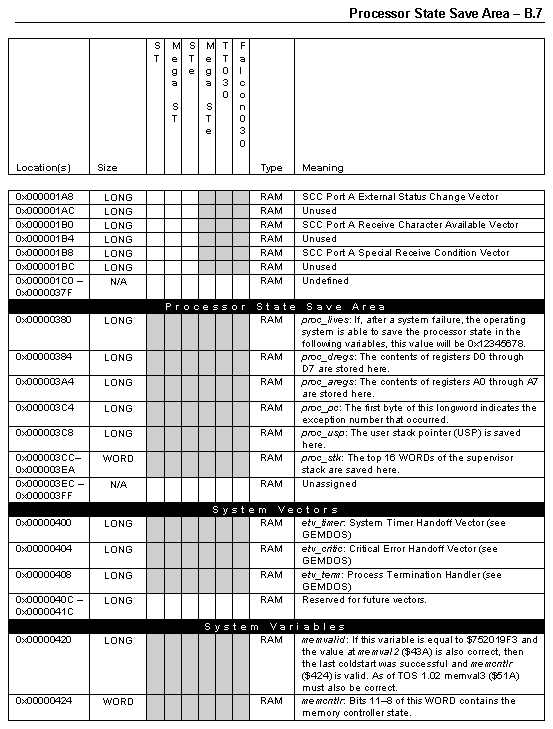 Processor State Save Area – B.7
Location(s) Size ST Mega ST STe Mega STe TT030 Falcon030 Type Meaning
0x000001A8 LONG RAM SCC Port A External Status Change Vector
0x000001AC LONG RAM Unused
0x000001B0 LONG RAM SCC Port A Receive Character Available Vector
0x000001B4 LONG RAM Unused
0x000001B8 LONG RAM SCC Port A Special Receive Condition Vector
0x000001BC LONG RAM Unused
0x000001C0 – N/A RAM Undefined
0x0000037F
Processor State Save Area
0x00000380 LONG RAM proc_lives: If, after a system failure, the operating
system is able to save the processor state in the
following variables, this value will be 0x12345678.
0x00000384 LONG RAM proc_dregs: The contents of registers D0 through
D7 are stored here.
0x000003A4 LONG RAM proc_aregs: The contents of registers A0 through A7
are stored here.
0x000003C4 LONG RAM proc_pc: The first byte of this longword indicates the
exception number that occurred.
0x000003C8 LONG RAM proc_usp: The user stack pointer (USP) is saved
here.
0x000003CC– WORD RAM proc_stk: The top 16 WORDs of the supervisor
0x000003EA stack are saved here.
0x000003EC – N/A RAM Unassigned
0x000003FF
System Vectors
0x00000400 LONG RAM etv_timer: System Timer Handoff Vector (see
GEMDOS)
0x00000404 LONG RAM etv_critic: Critical Error Handoff Vector (see
GEMDOS)
0x00000408 LONG RAM etv_term: Process Termination Handler (see
GEMDOS)
0x0000040C – LONG RAM Reserved for future vectors.
0x0000041C
System Variables
0x00000420 LONG RAM memvalid: If this variable is equal to $752019F3 and
the value at memval2 ($43A) is also correct, then
the last coldstart was successful and memcntlr
($424) is valid. As of TOS 1.02 memval3 ($51A)
must also be correct.
0x00000424 WORD RAM memcntlr: Bits 11–8 of this WORD contains the
memory controller state.